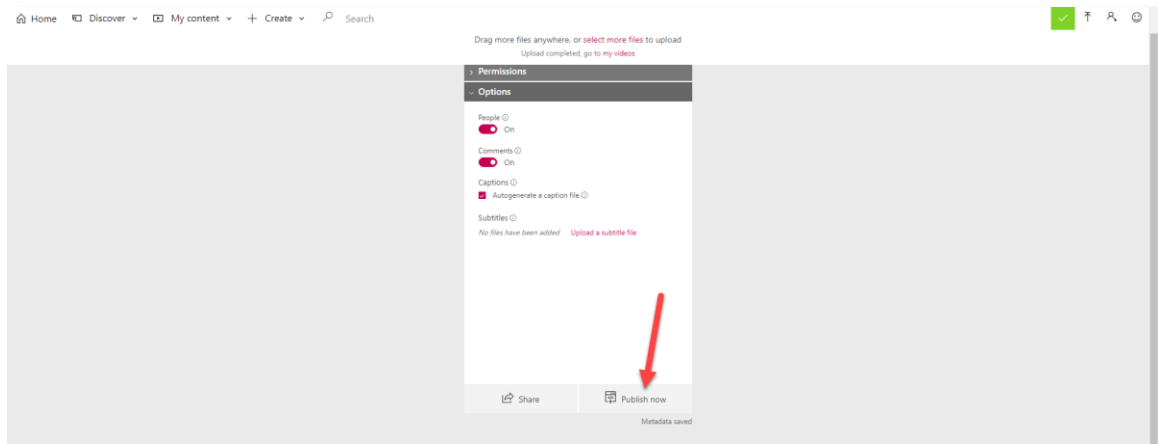 Home Discover My content Create Search
Drag more files anywhere, or select more files to upload
Upload completed, go to my videos
Permissions
Options
People
On
Comments
On
Captions
Autogenerate a caption file
Subtitles
No files have been added Upload a subtitle file
Share Publish now
Metadata saved